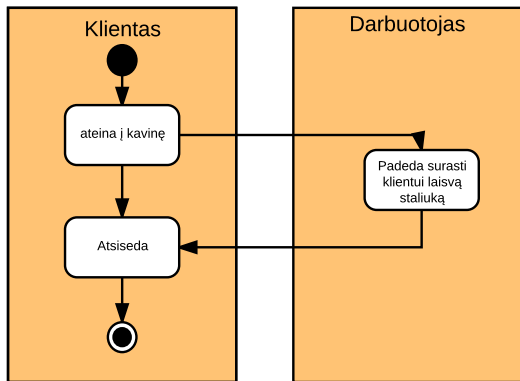 Klientas
Darbuotojas
ateina į kavinę
Padeda surasti
klientui laisvą
staliuką
Atsiseda